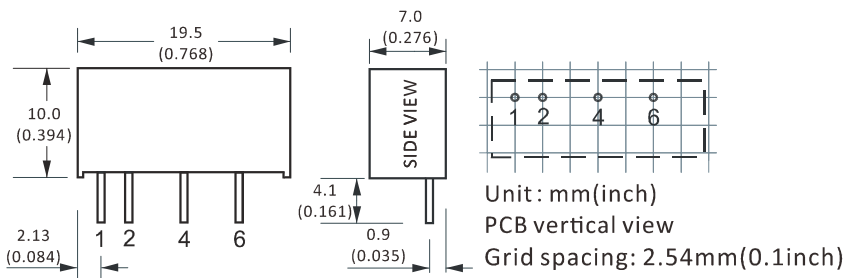 19.5
(0.768)
7.0
(0.276)
10.0
(0.394)
SIDE VIEW
1 2 4 6
4.1
(0.161)
2.13
(0.084)
1 2 4 6
0.9
(0.035)
Unit: mm(inch)
PCB vertical view
Grid spacing: 2.54mm(0.1inch)